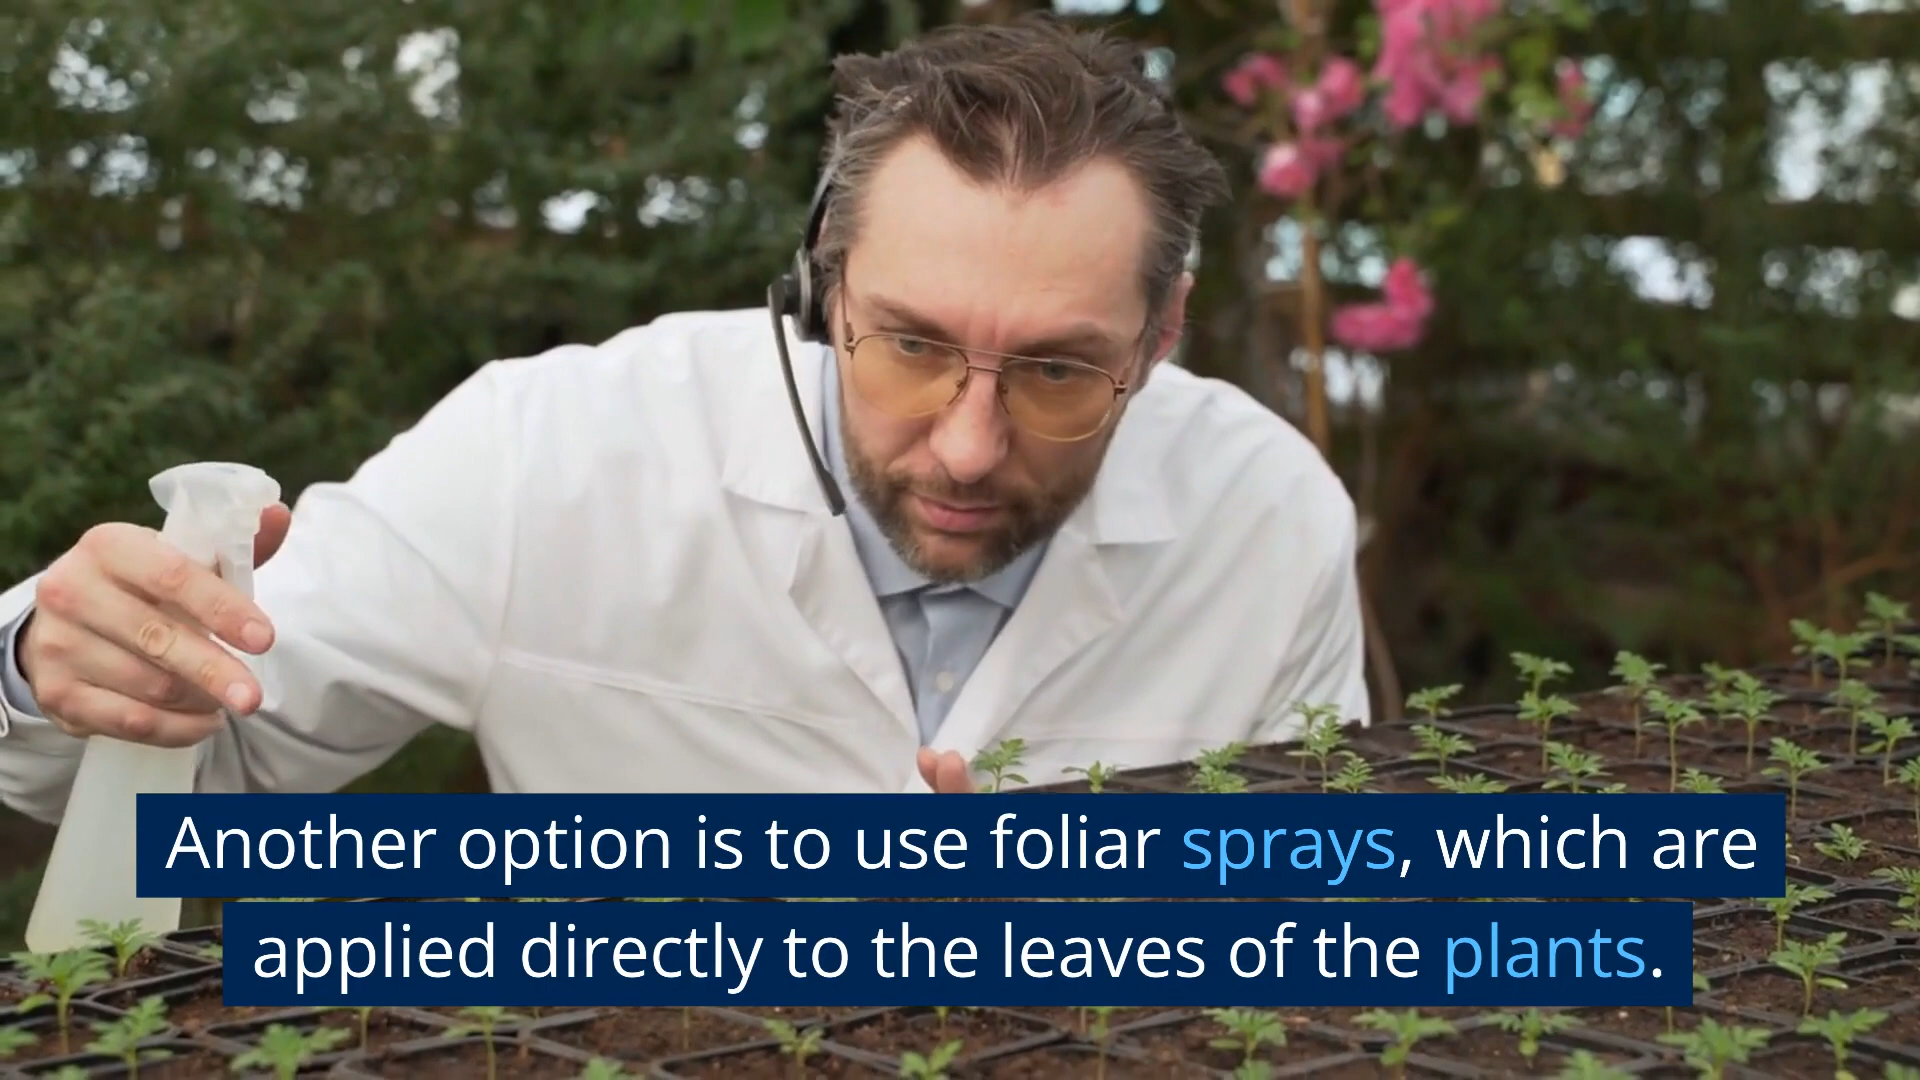 Another option is to use foliar sprays, which are
applied directly to the leaves of the plants.